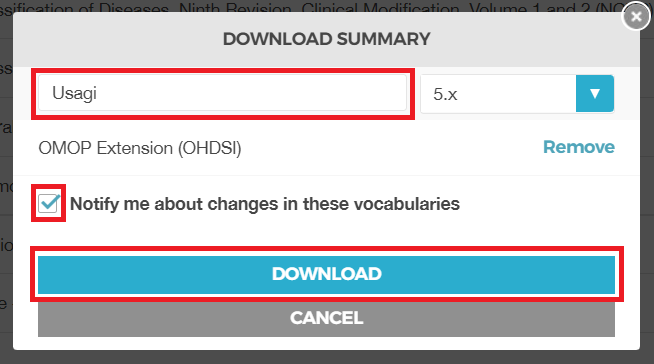 ssification of Diseases, Ninth Revision, Clinical Modification, Volume 1 and 2 (NC
DOWNLOAD SUMMARY
Usagi
5.x
OMOP Extension (OHDSI)
Remove
Notify me about changes in these vocabularies
DOWNLOAD
CANCEL